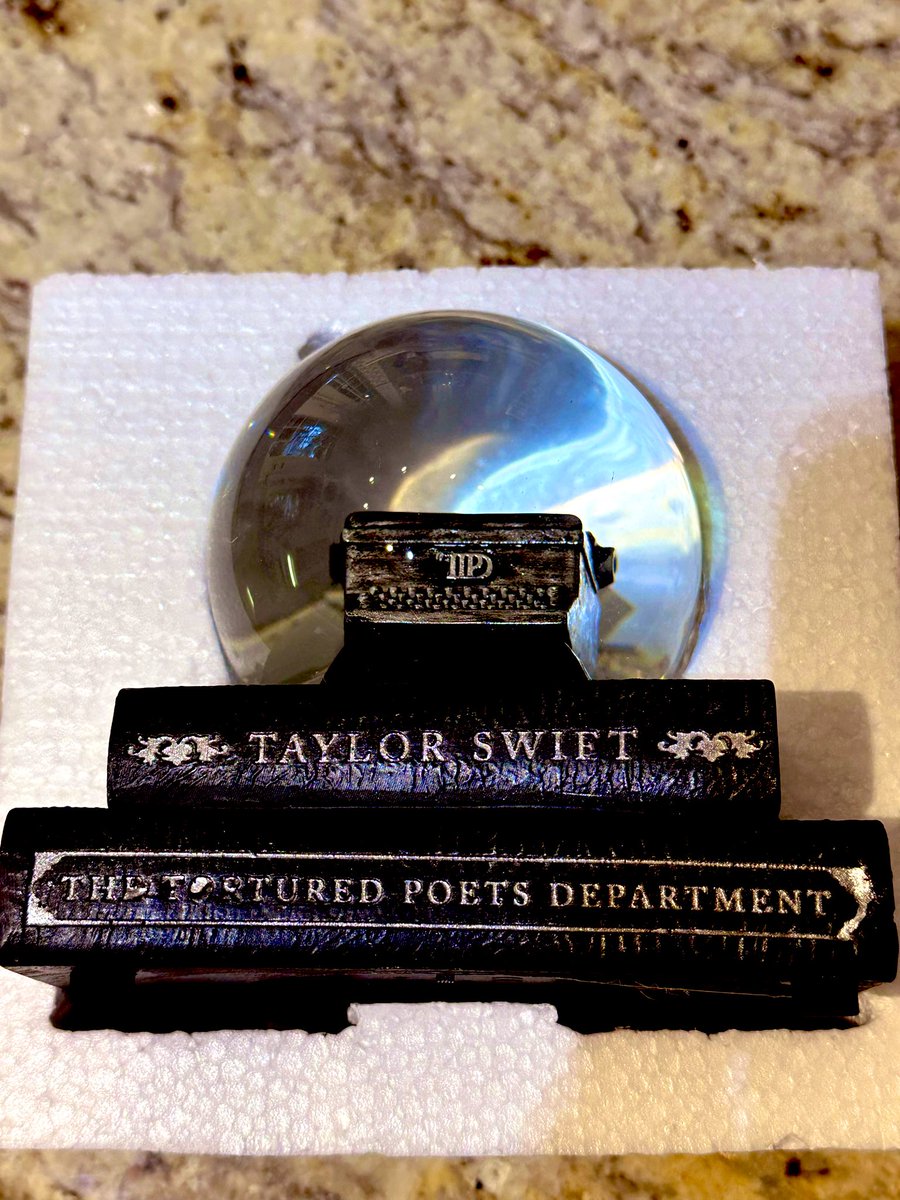 TTPD
TAYLOR SWIFT
THE TORTURED POETS DEPARTMENT